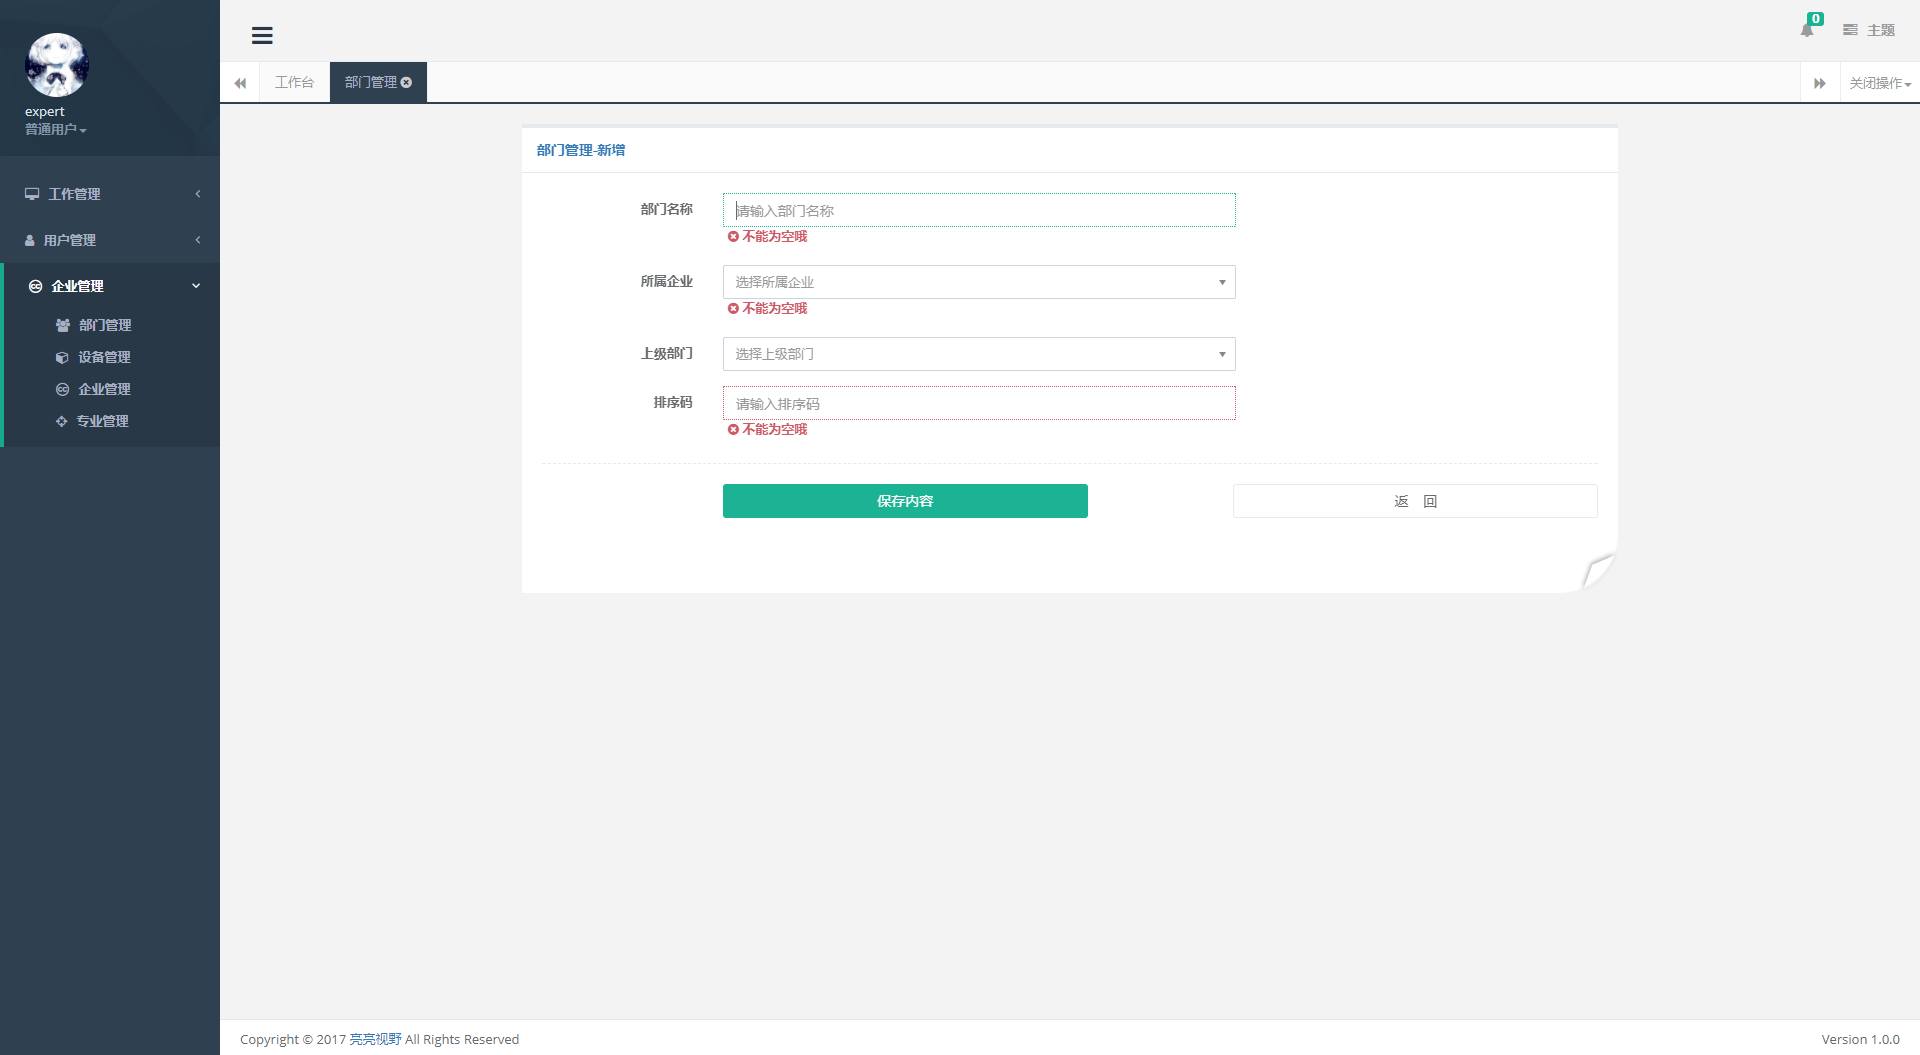 expert
普通用户
工作管理
用户管理
企业管理
部门管理
设备管理
企业管理
专业管理
0
主题
工作台
部门管理
关闭操作
部门管理-新增
部门名称
请输入部门名称
不能为空哦
所属企业
选择所属企业
不能为空哦
上级部门
选择上级部门
排序码
请输入排序码
不能为空哦
保存内容
返 回
Copyright © 2017 亮亮视野 All Rights Reserved
Version 1.0.0